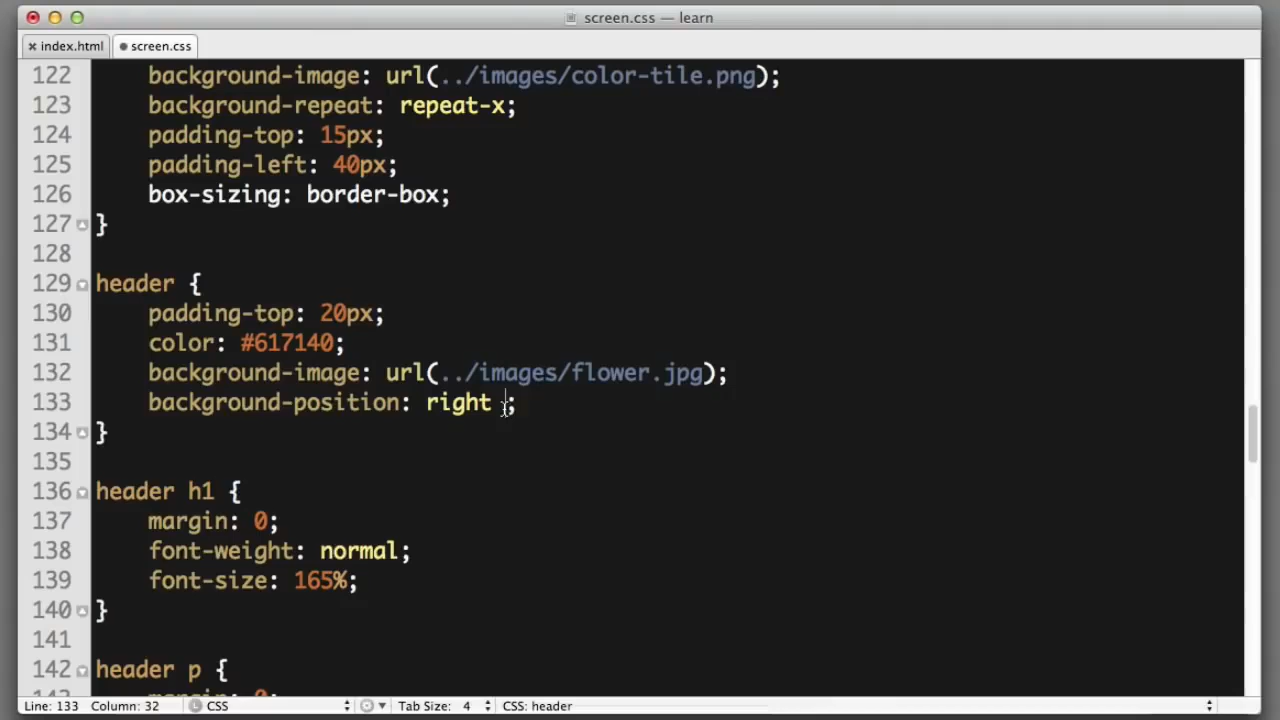 screen.css — learn
index.html
screen.css
122 background-image: url(../images/color-tile.png);
123 background-repeat: repeat-x;
124 padding-top: 15px;
125 padding-left: 40px;
126 box-sizing: border-box;
127 }
128
129 header {
130 padding-top: 20px;
131 color: #617140;
132 background-image: url(../images/flower.jpg);
133 background-position: right ;
134 }
135
136 header h1 {
137 margin: 0;
138 font-weight: normal;
139 font-size: 165%;
140 }
141
142 header p {
143 margin: 0;
Line: 133 Column: 32 CSS Tab Size: 4 CSS: header